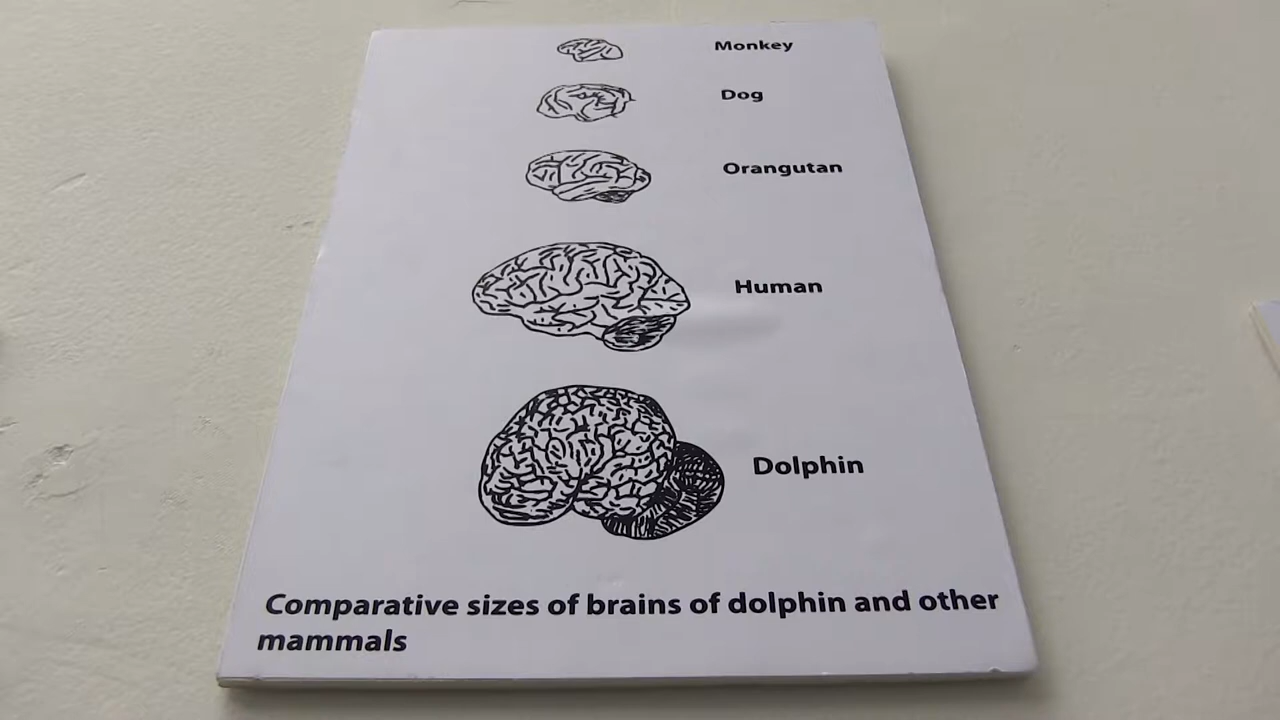 Monkey
Dog
Orangutan
Human
Dolphin
Comparative sizes of brains of dolphin and other
mammals